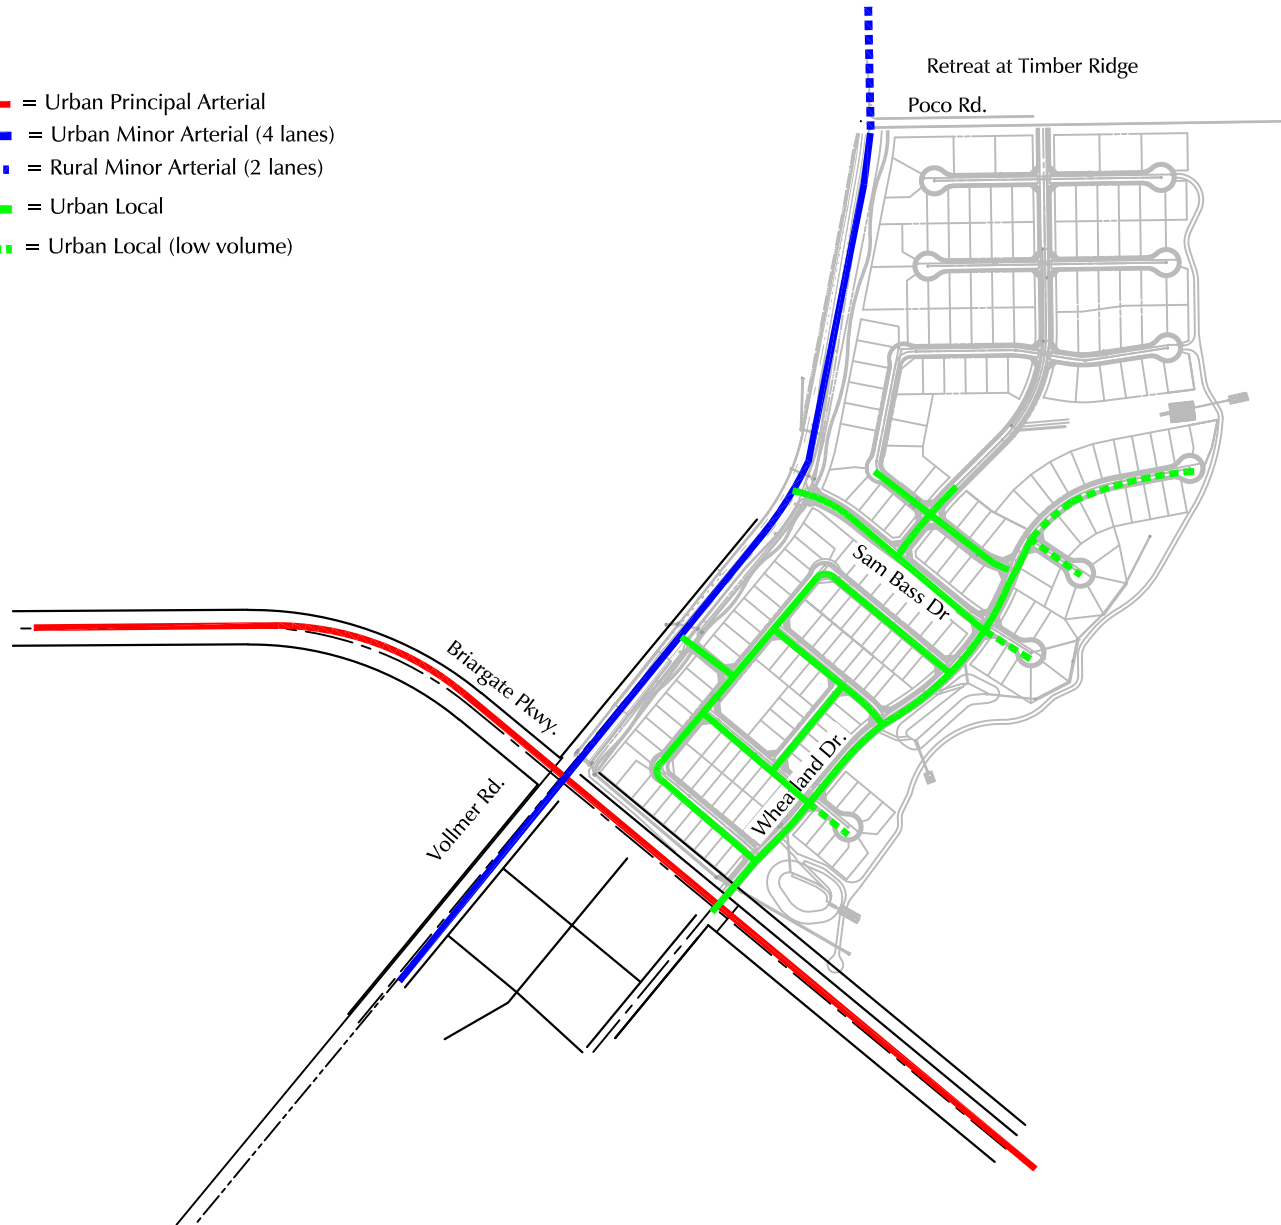 Retreat at Timber Ridge
Poco Rd.
= Urban Principal Arterial
= Urban Minor Arterial (4 lanes)
= Rural Minor Arterial (2 lanes)
= Urban Local
= Urban Local (low volume)
Sam Bass Dr
Briargate Pkwy.
Vollmer Rd.
Wheatland Dr.